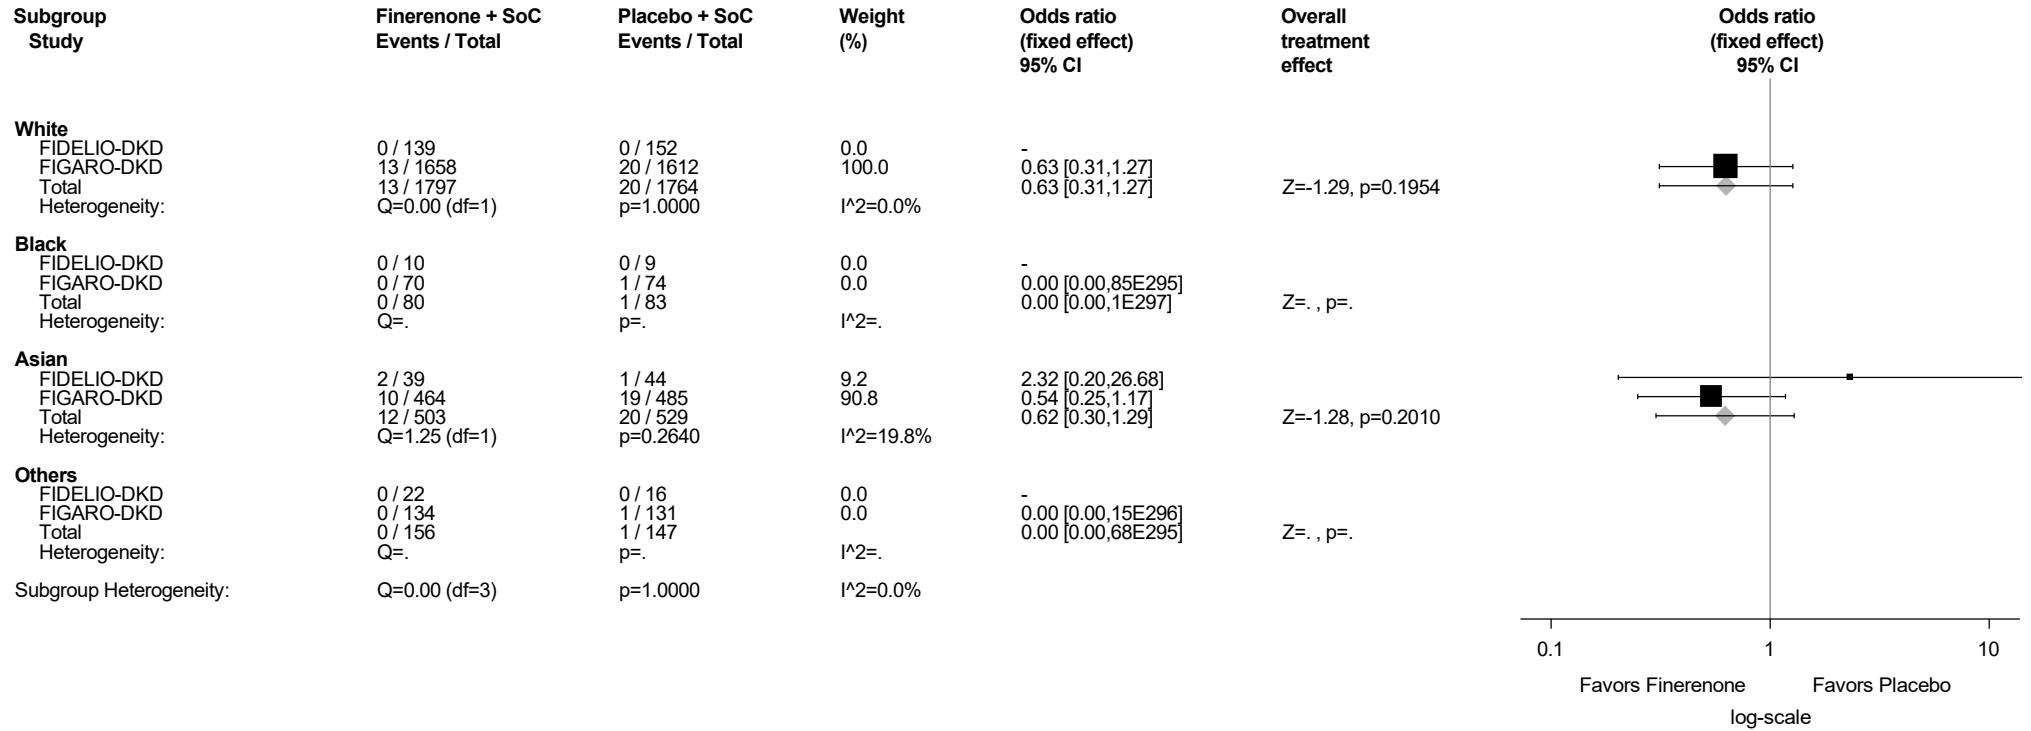 Subgroup Finerenone + SoC Placebo + SoC Weight Odds ratio Overall Odds ratio
Study Events / Total Events / Total (%) (fixed effect) treatment (fixed effect)
95% CI effect 95% CI
White
FIDELIO-DKD 0 / 139 0 / 152 0.0 -
FIGARO-DKD 13 / 1658 20 / 1612 100.0 0.63 [0.31,1.27]
Total 13 / 1797 20 / 1764 0.63 [0.31,1.27] Z=-1.29, p=0.1954
Heterogeneity: Q=0.00 (df=1) p=1.0000 I^2=0.0%
Black
FIDELIO-DKD 0 / 10 0 / 9 0.0 -
FIGARO-DKD 0 / 70 1 / 74 0.0 0.00 [0.00,85E295]
Total 0 / 80 1 / 83 0.00 [0.00,1E297] Z=. , p=.
Heterogeneity: Q=. p=. I^2=.
Asian
FIDELIO-DKD 2 / 39 1 / 44 9.2 2.32 [0.20,26.68]
FIGARO-DKD 10 / 464 19 / 485 90.8 0.54 [0.25,1.17]
Total 12 / 503 20 / 529 0.62 [0.30,1.29] Z=-1.28, p=0.2010
Heterogeneity: Q=1.25 (df=1) p=0.2640 I^2=19.8%
Others
FIDELIO-DKD 0 / 22 0 / 16 0.0 -
FIGARO-DKD 0 / 134 1 / 131 0.0 0.00 [0.00,15E296]
Total 0 / 156 1 / 147 0.00 [0.00,68E295] Z=. , p=.
Heterogeneity: Q=. p=. I^2=.
Subgroup Heterogeneity: Q=0.00 (df=3) p=1.0000 I^2=0.0%
0.1 1 10
Favors Finerenone Favors Placebo
log-scale